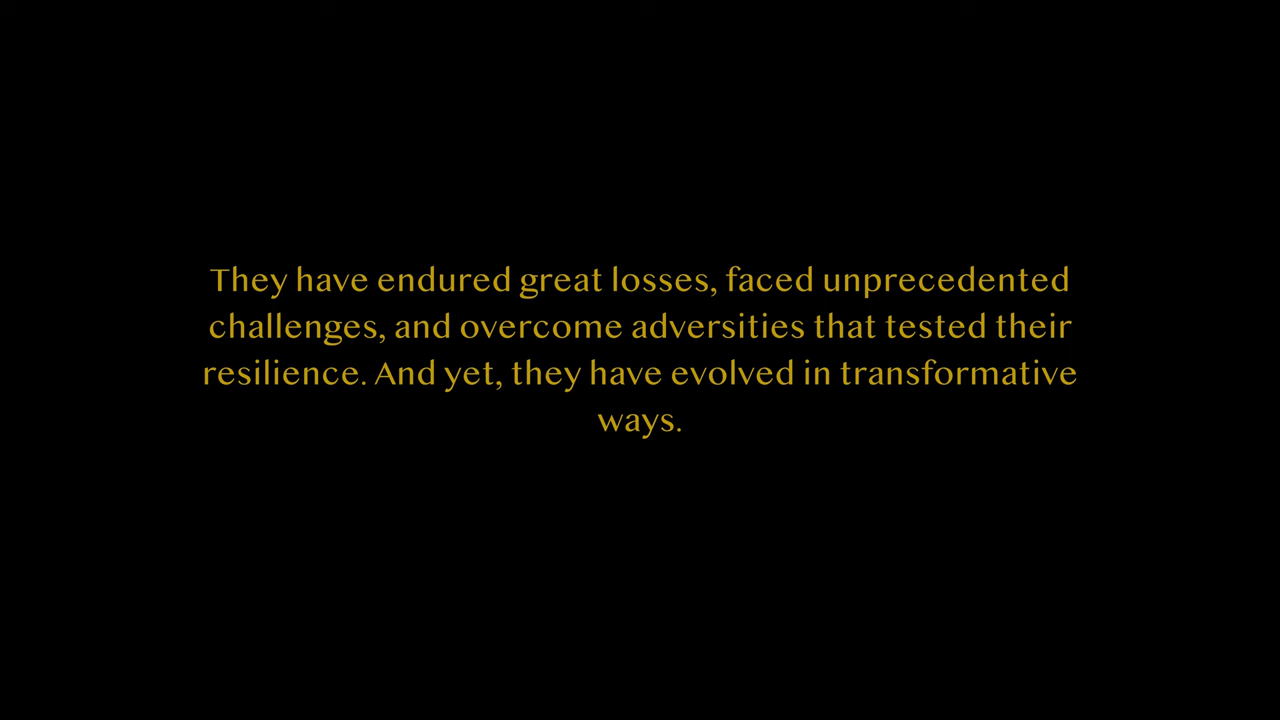 They have endured great losses, faced unprecedented
challenges, and overcome adversities that tested their
resilience. And yet, they have evolved in transformative
ways.